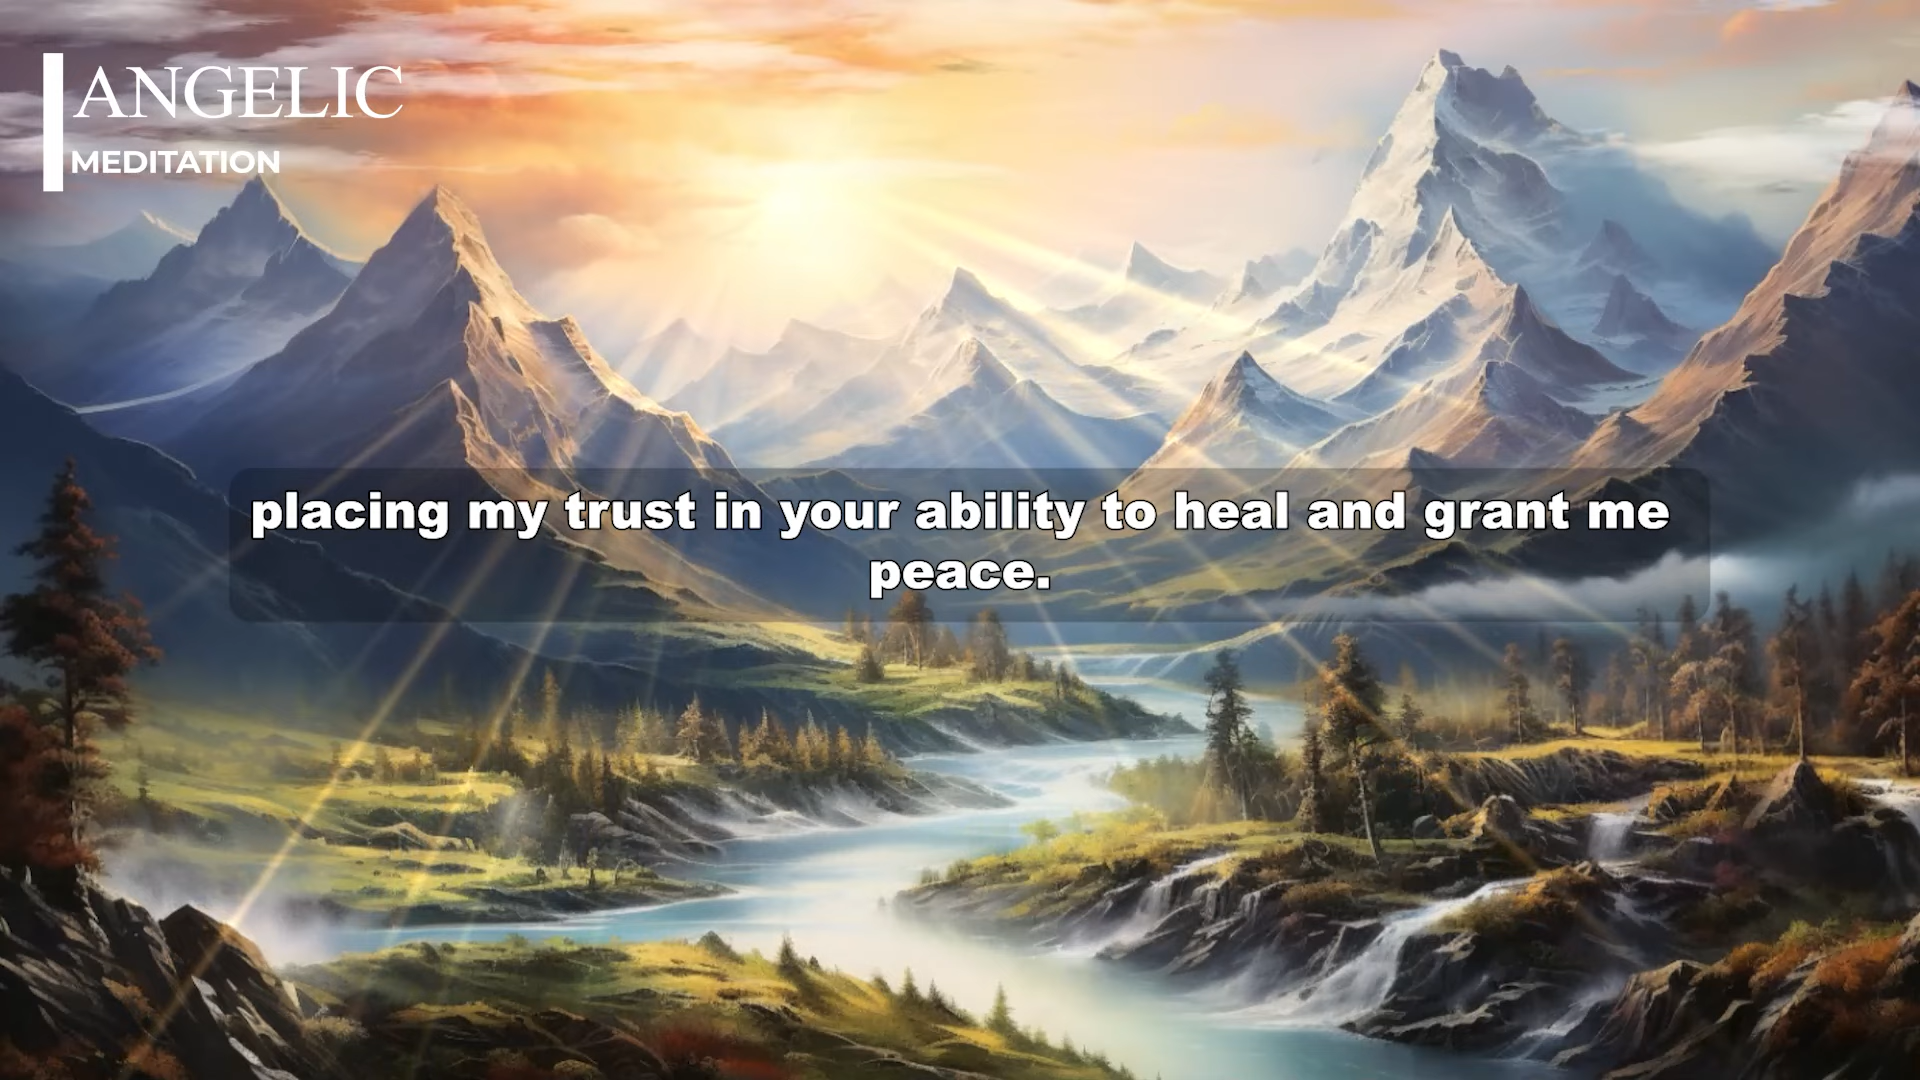 ANGELIC
MEDITATION
placing my trust in your ability to heal and grant me
peace.